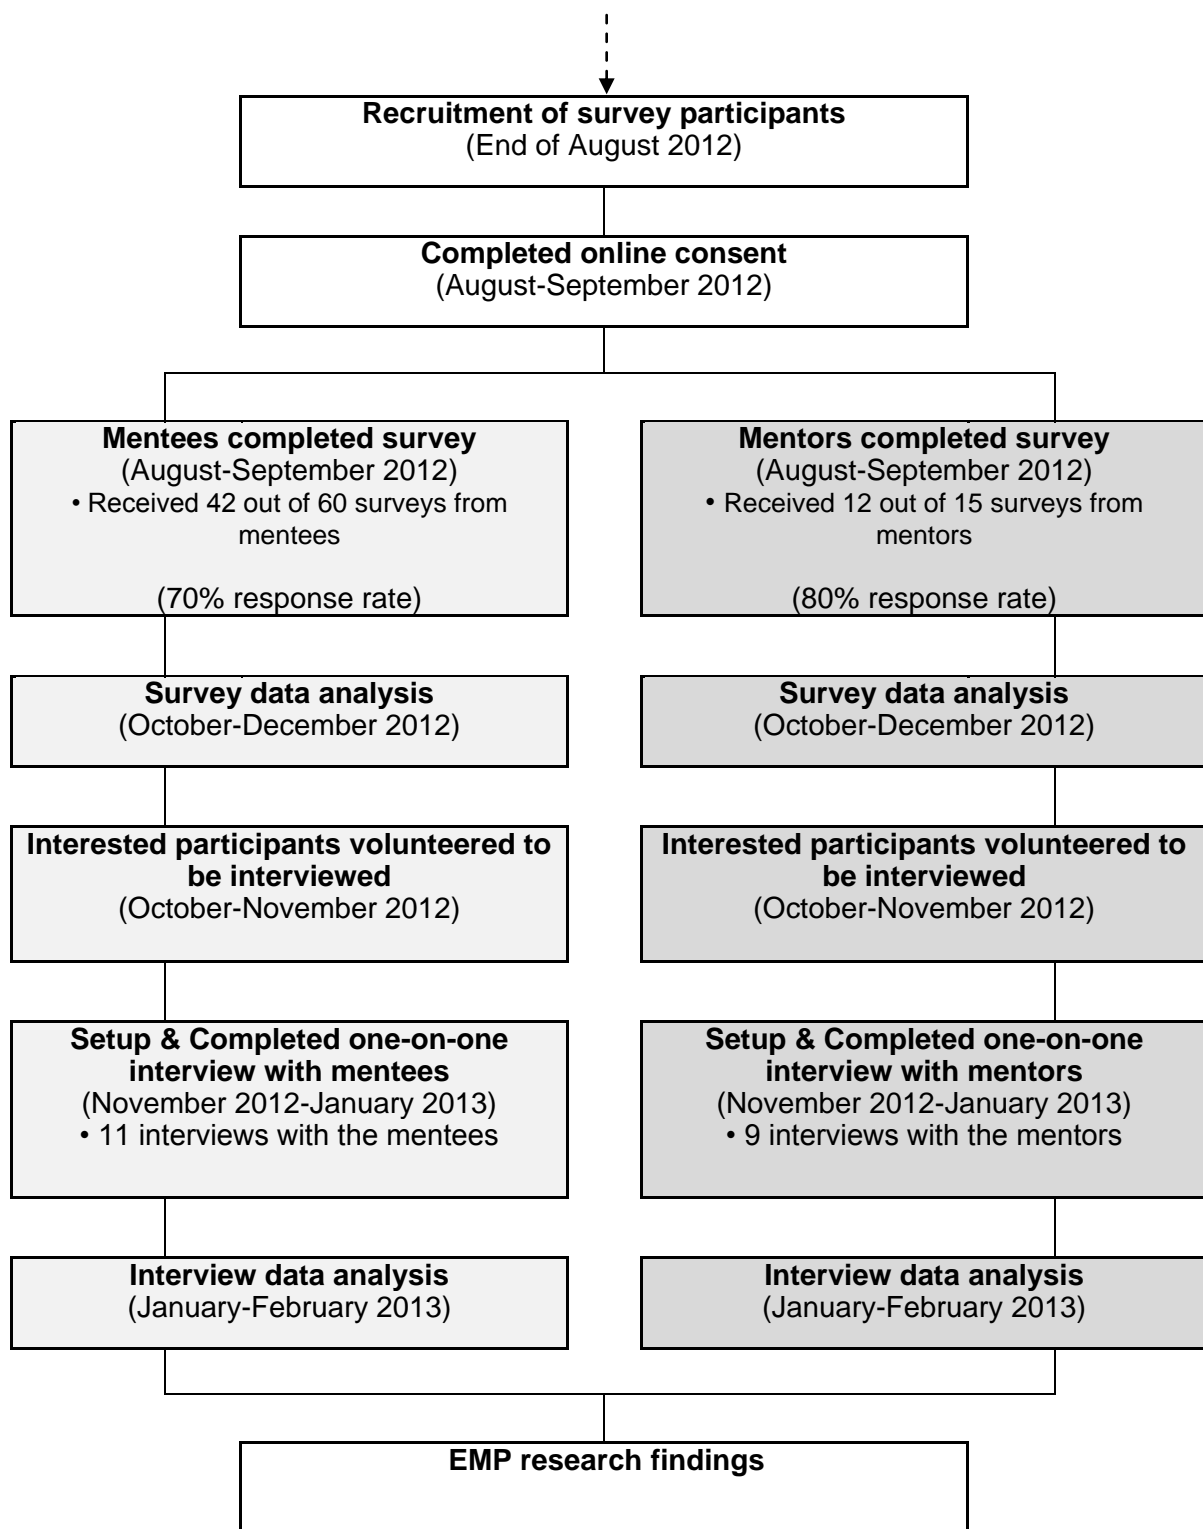 Recruitment of survey participants
(End of August 2012)
Completed online consent
(August-September 2012)
Mentees completed survey
(August-September 2012)
• Received 42 out of 60 surveys from
mentees
(70% response rate)
Mentors completed survey
(August-September 2012)
• Received 12 out of 15 surveys from
mentors
(80% response rate)
Survey data analysis
(October-December 2012)
Survey data analysis
(October-December 2012)
Interested participants volunteered to
be interviewed
(October-November 2012)
Interested participants volunteered to
be interviewed
(October-November 2012)
Setup & Completed one-on-one
interview with mentees
(November 2012-January 2013)
• 11 interviews with the mentees
Setup & Completed one-on-one
interview with mentors
(November 2012-January 2013)
• 9 interviews with the mentors
Interview data analysis
(January-February 2013)
Interview data analysis
(January-February 2013)
EMP research findings